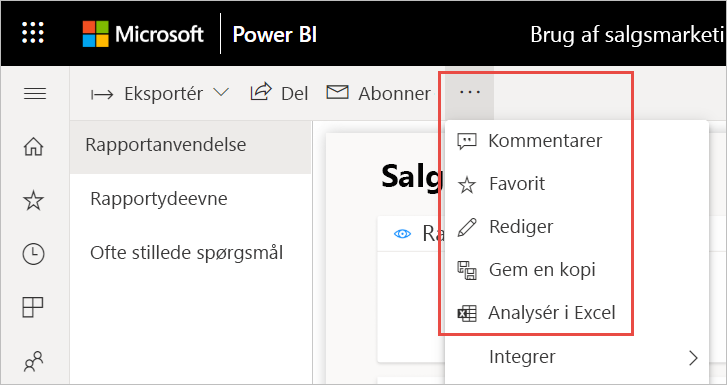 Microsoft Power BI Brug af salgsmarketi
Eksportér Del Abonner ...
Rapportanvendelse
Rapportydeevne
Ofte stillede spørgsmål
Salg
Ra
Kommentarer
Favorit
Rediger
Gem en kopi
Analysér i Excel
Integrer